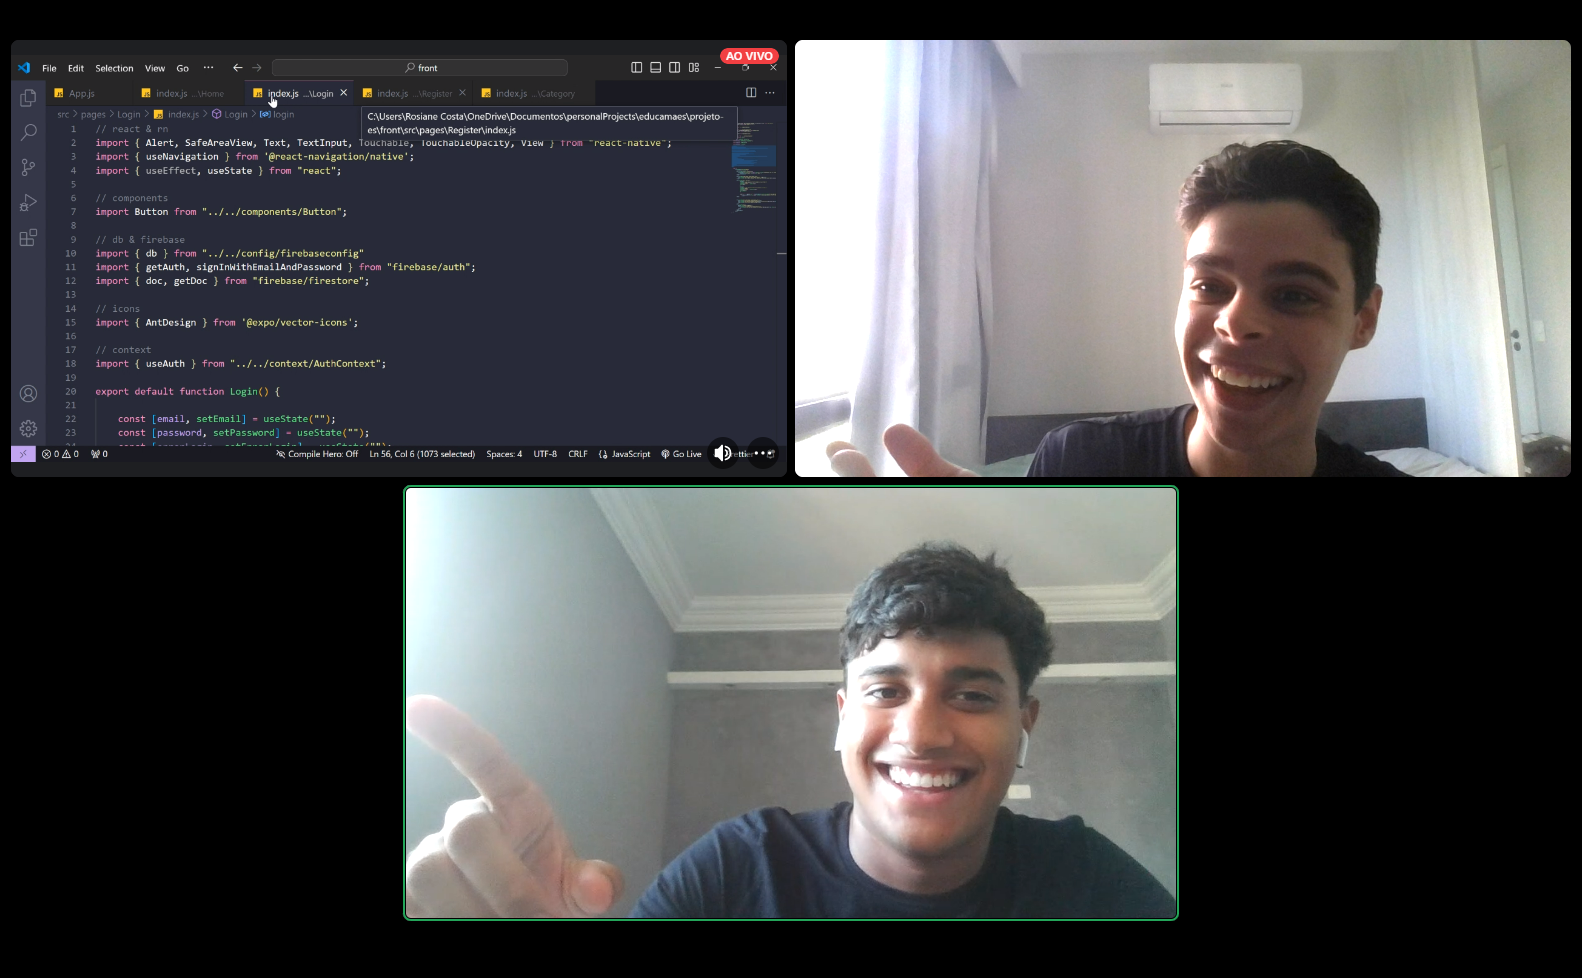 AO VIVO
File Edit Selection View Go ··· front
App.js index.js ...\Home index.js ...\Login index.js ...\Register index.js ...\Category
src > pages > Login > index.js > Login > login
C:\Users\Rosiane Costa\OneDrive\Documentos\personalProjects\educamaes\projeto-
es\front\src\pages\Register\index.js
1 // react & rn
2 import { Alert, SafeAreaView, Text, TextInput, Touchable, TouchableOpacity, View } from "react-native";
3 import { useNavigation } from '@react-navigation/native';
4 import { useEffect, useState } from "react";
5
6 // components
7 import Button from "../../components/Button";
8
9 // db & firebase
10 import { db } from "../../config/firebaseconfig"
11 import { getAuth, signInWithEmailAndPassword } from "firebase/auth";
12 import { doc, getDoc } from "firebase/firestore";
13
14 // icons
15 import { AntDesign } from '@expo/vector-icons';
16
17 // context
18 import { useAuth } from "../../context/AuthContext";
19
20 export default function Login() {
21
22 const [email, setEmail] = useState("");
23 const [password, setPassword] = useState("");
0 0 0 Compile Hero: Off Ln 56, Col 6 (1073 selected) Spaces: 4 UTF-8 CRLF JavaScript Go Live